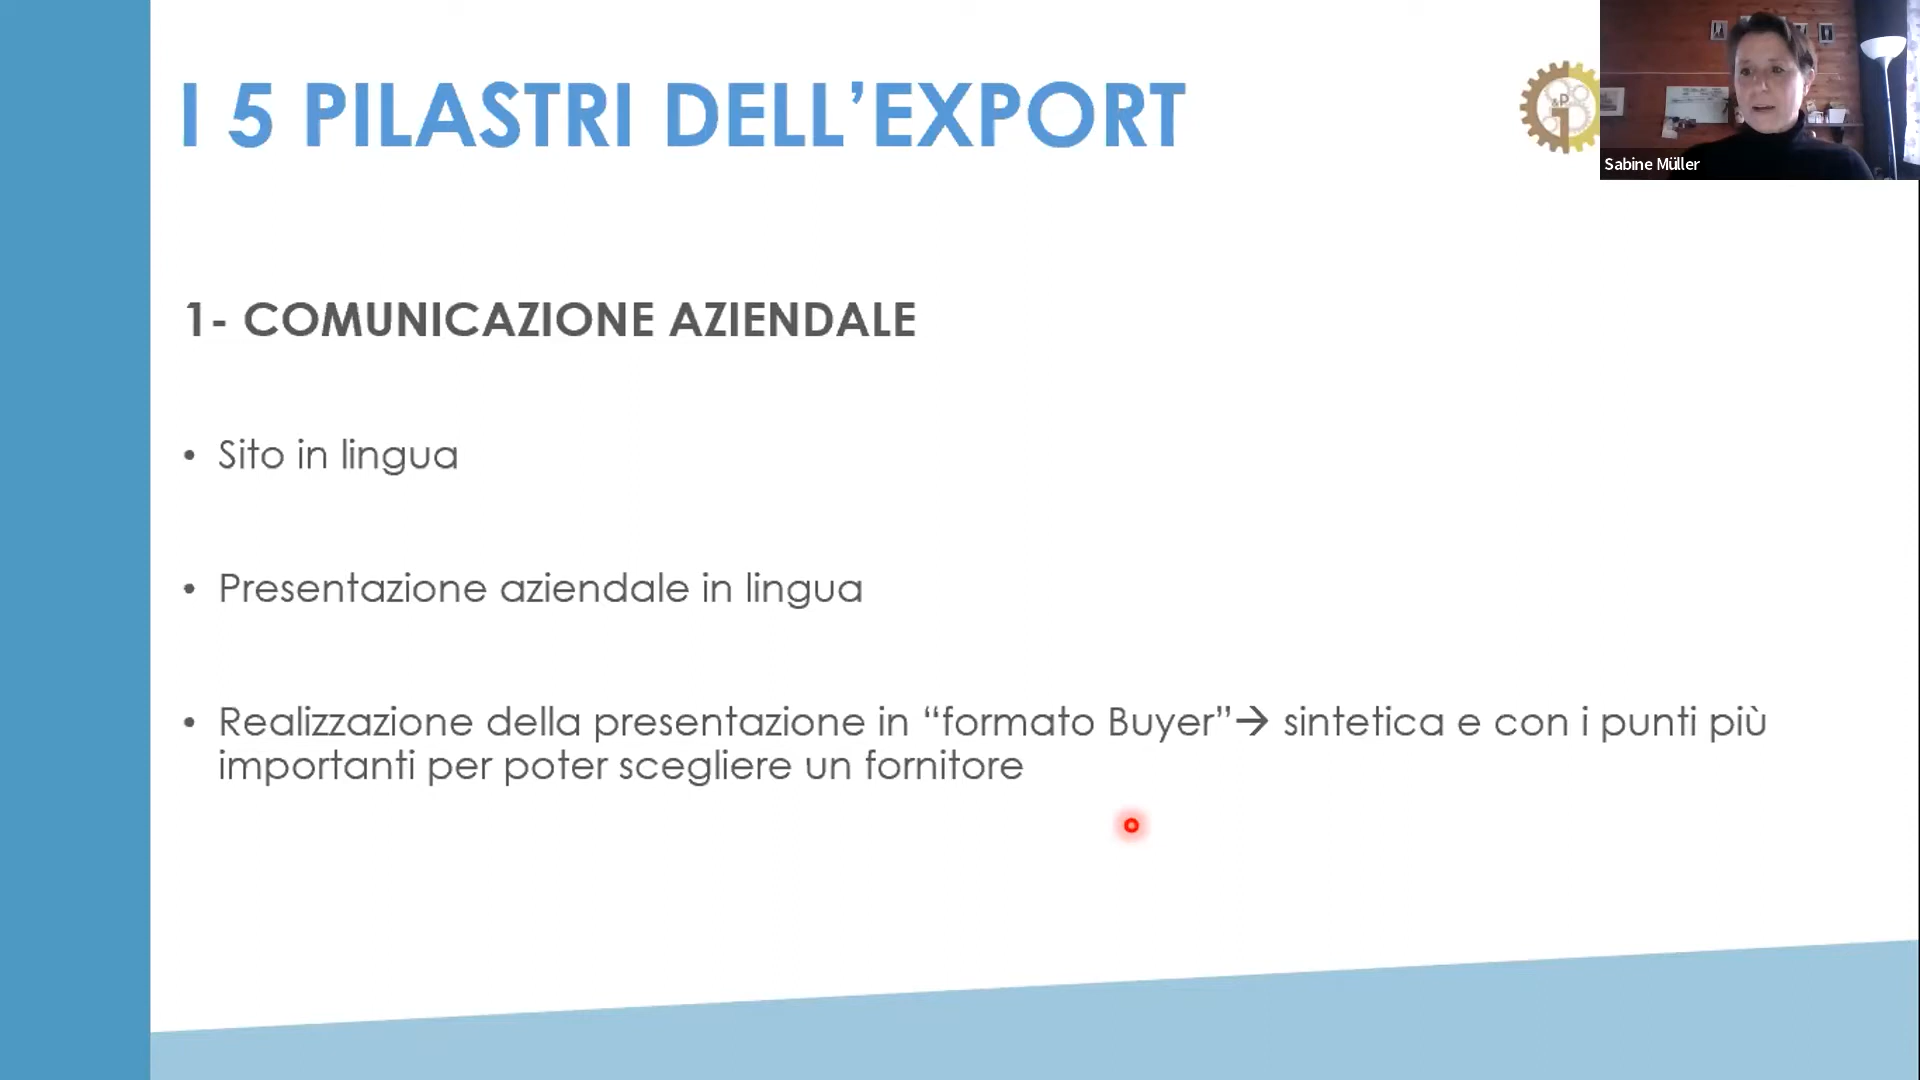 I 5 PILASTRI DELL’EXPORT
&P
Sabine Müller
1- COMUNICAZIONE AZIENDALE
• Sito in lingua
• Presentazione aziendale in lingua
• Realizzazione della presentazione in “formato Buyer”→ sintetica e con i punti più
importanti per poter scegliere un fornitore